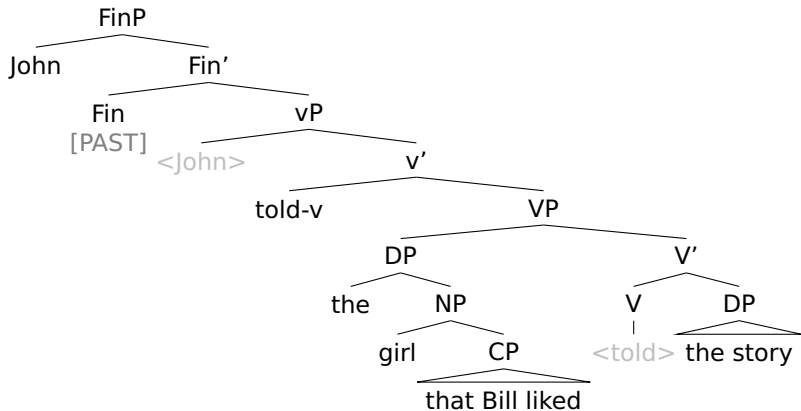 FinP
John Fin’
Fin vP
[PAST]
<John> v’
told-v VP
DP V’
the NP V DP
girl CP <told> the story
that Bill liked